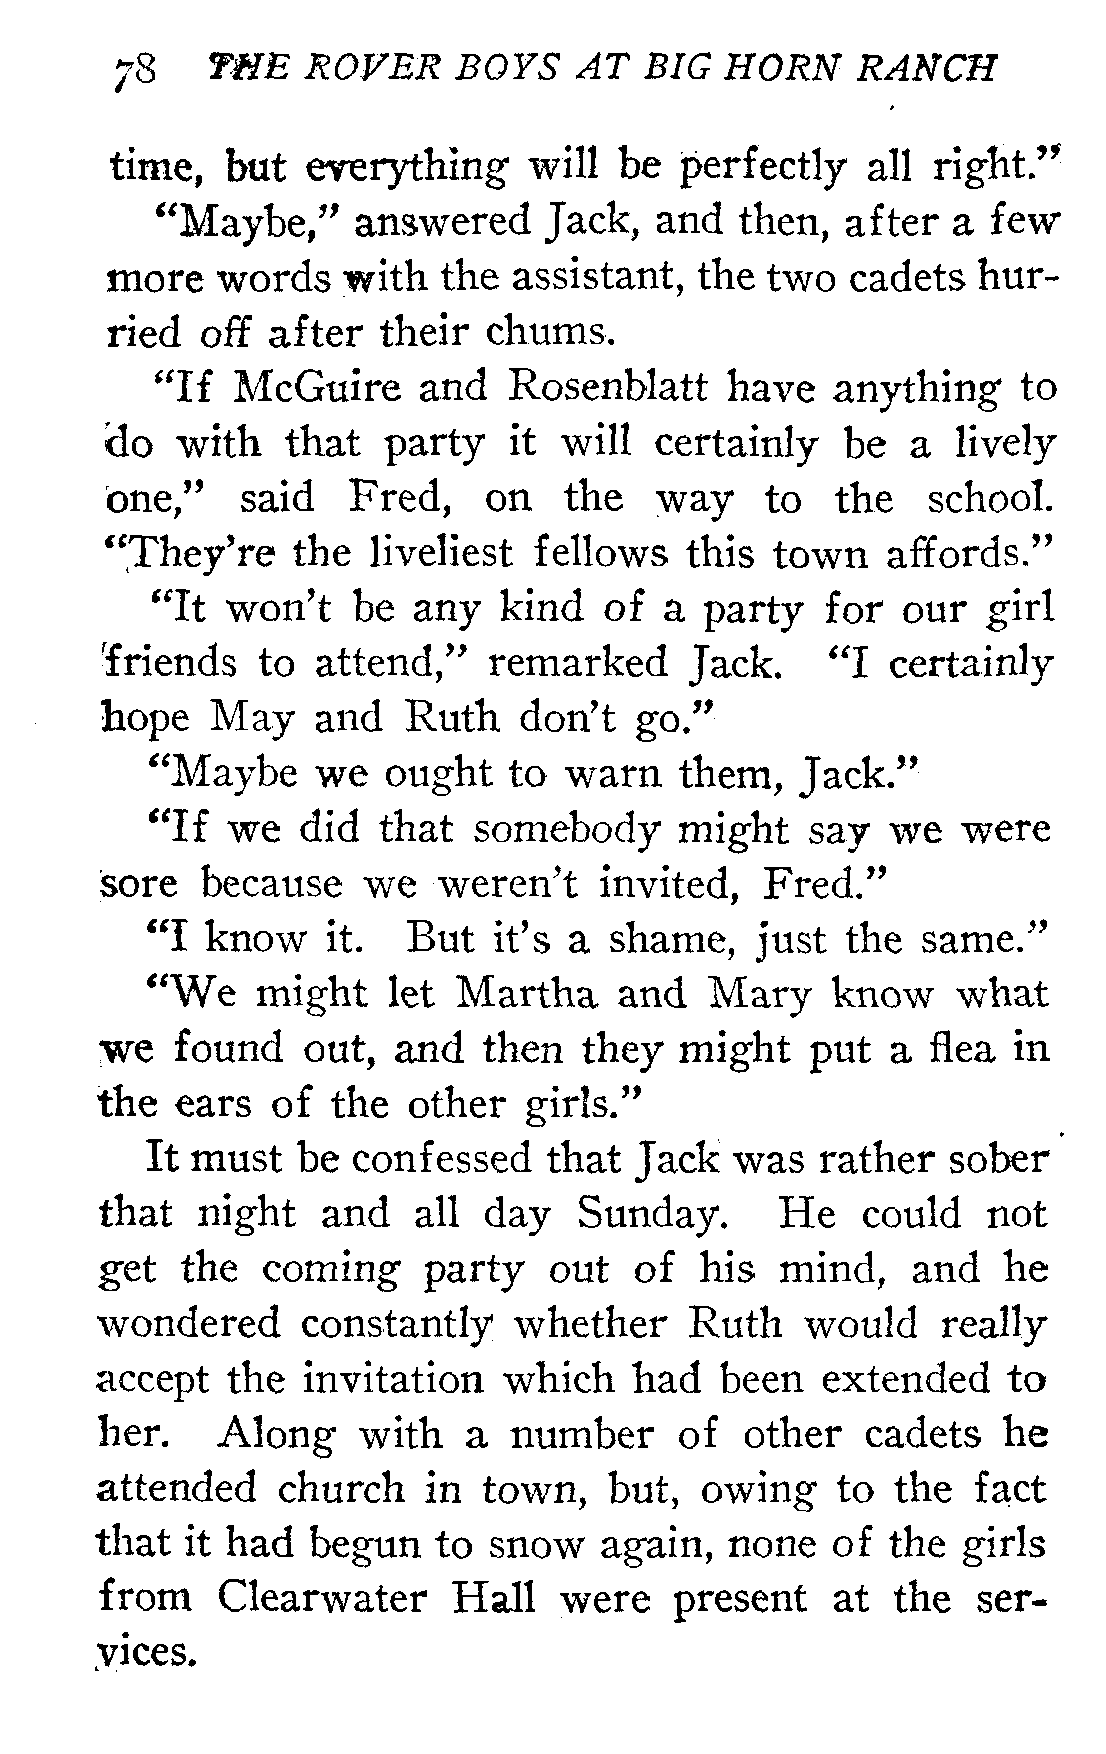 78 THE ROVER BOYS AT BIG HORN RANCH
time, but everything will be perfectly all right."
"Maybe," answered Jack, and then, after a few
more words with the assistant, the two cadets hur-
ried off after their chums.
"If McGuire and Rosenblatt have anything to
do with that party it will certainly be a lively
one," said Fred, on the way to the school.
"They're the liveliest fellows this town affords."
"It won't be any kind of a party for our girl
friends to attend," remarked Jack. "I certainly
hope May and Ruth don't go."
"Maybe we ought to warn them, Jack."
"If we did that somebody might say we were
sore because we weren't invited, Fred."
"I know it. But it's a shame, just the same."
"We might let Martha and Mary know what
we found out, and then they might put a flea in
the ears of the other girls."
It must be confessed that Jack was rather sober
that night and all day Sunday. He could not
get the coming party out of his mind, and he
wondered constantly whether Ruth would really
accept the invitation which had been extended to
her. Along with a number of other cadets he
attended church in town, but, owing to the fact
that it had begun to snow again, none of the girls
from Clearwater Hall were present at the ser-
vices.